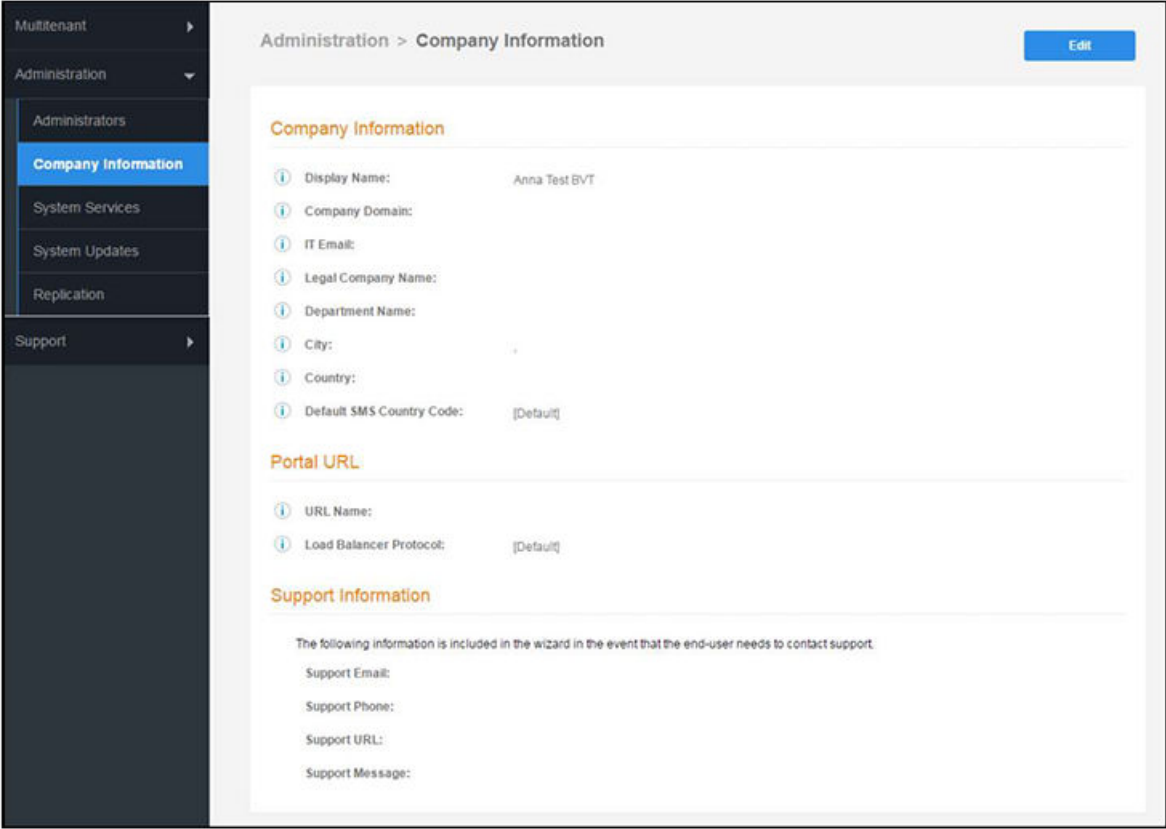 Multitenant
Administration
Administrators
Company Information
System Services
System Updates
Replication
Support
Administration > Company Information
Edit
Company Information
Display Name: Anna Test BVT
Company Domain:
IT Email:
Legal Company Name:
Department Name:
City: ,
Country:
Default SMS Country Code: [Default]
Portal URL
URL Name:
Load Balancer Protocol: [Default]
Support Information
The following information is included in the wizard in the event that the end-user needs to contact support.
Support Email:
Support Phone:
Support URL:
Support Message: